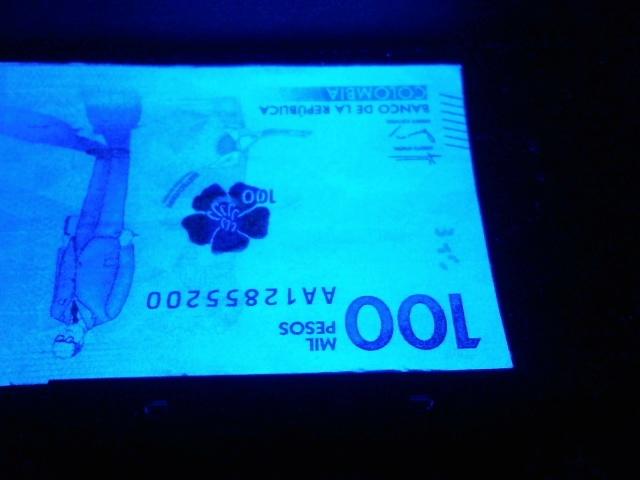 COLOMBIA
BANCO DE LA REPÚBLICA
100
AA12855200
100
MIL
PESOS